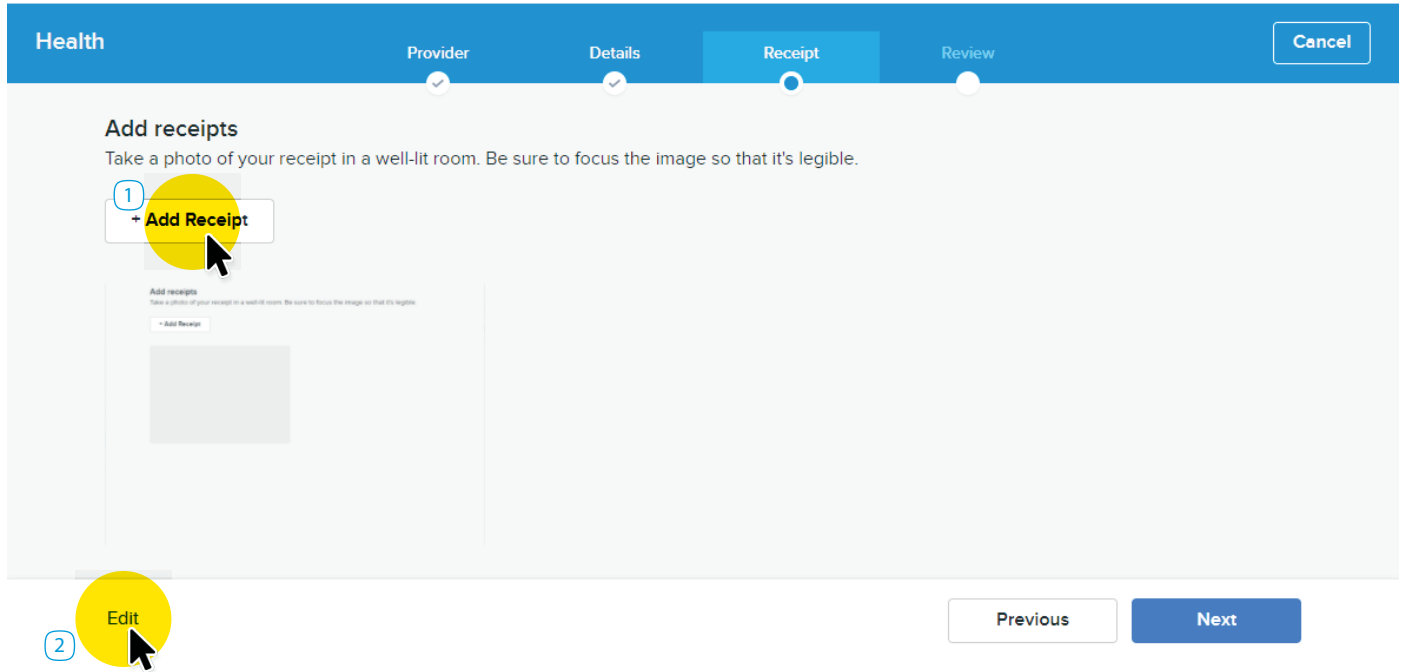 Health
Provider
Details
Receipt
Review
Cancel
Add receipts
Take a photo of your receipt in a well-lit room. Be sure to focus the image so that it's legible.
1
+ Add Receipt
Add receipts
Take a photo of your receipt in a well-lit room. Be sure to focus the image so that it's legible
+ Add Receipt
Edit
2
Previous
Next